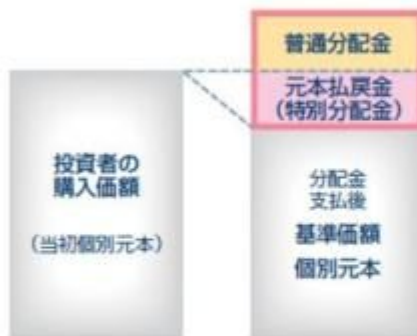 普通分配金
元本払戻金
（特別分配金）
投資者の
購入価額
（当初個別元本）
分配金
支払後
基準価額
個別元本